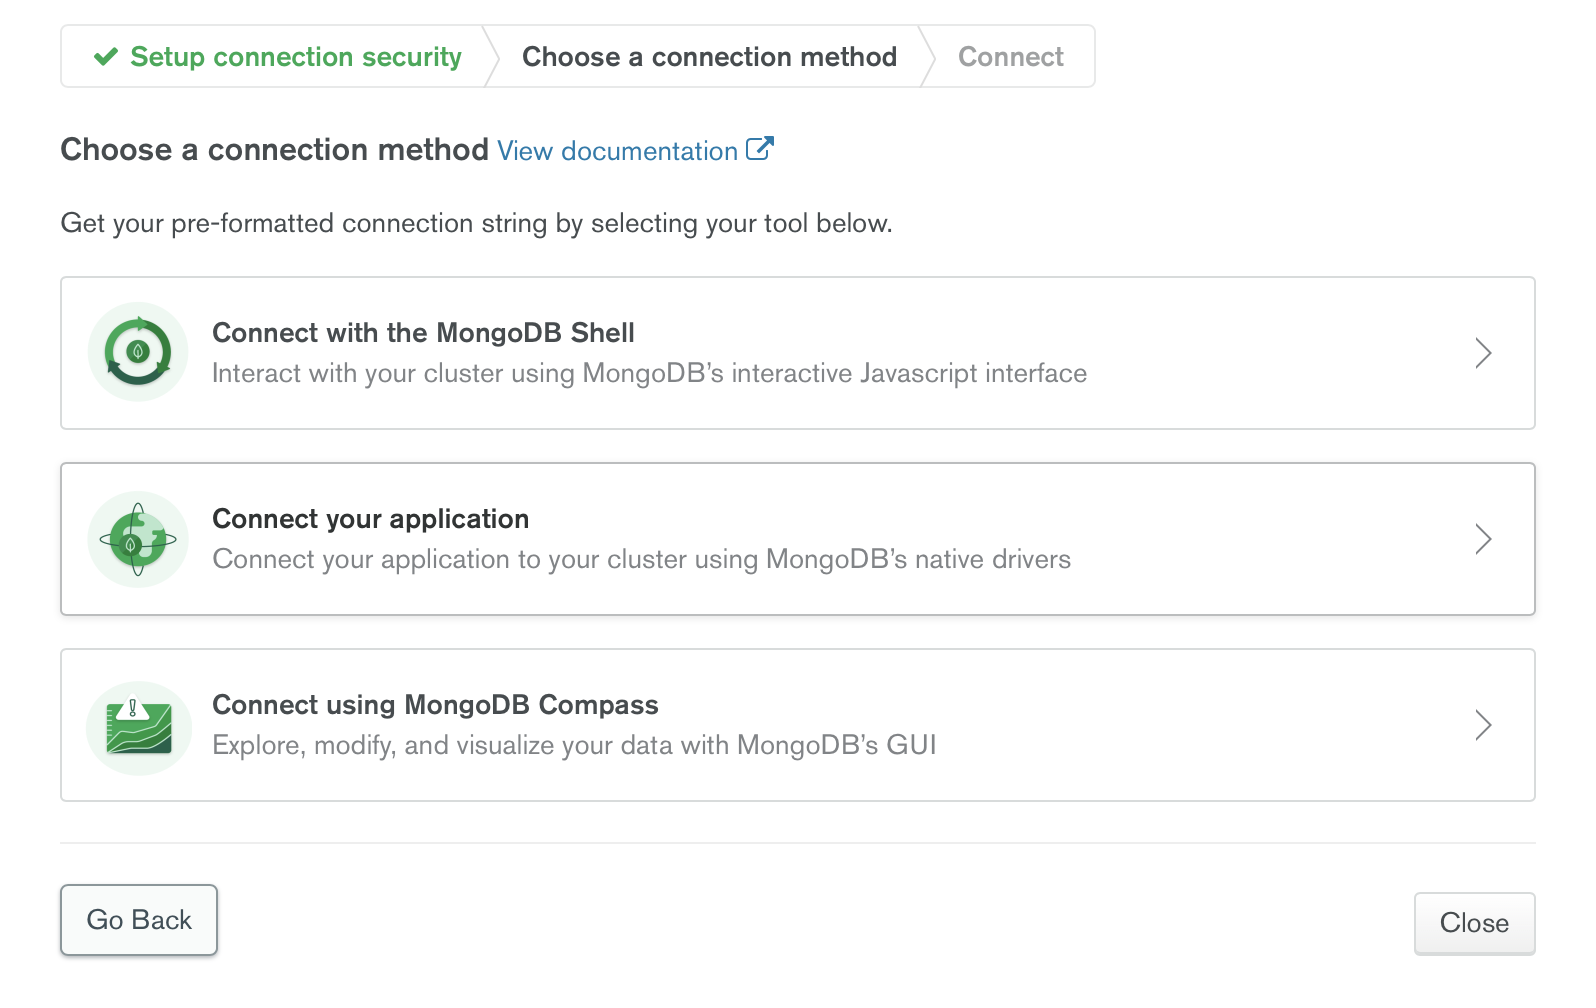 Setup connection security Choose a connection method Connect
Choose a connection method View documentation
Get your pre-formatted connection string by selecting your tool below.
Connect with the MongoDB Shell
Interact with your cluster using MongoDB’s interactive Javascript interface
Connect your application
Connect your application to your cluster using MongoDB’s native drivers
Connect using MongoDB Compass
Explore, modify, and visualize your data with MongoDB’s GUI
Go Back Close